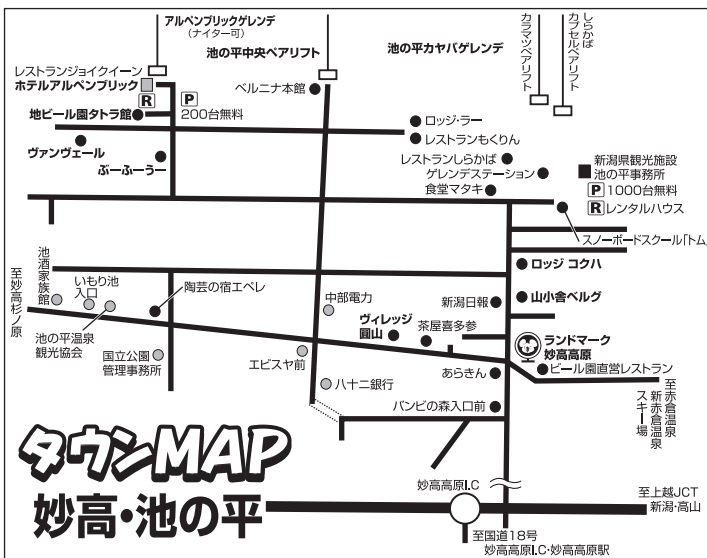 アルペンブリックゲレンデ
(ナイター可)
池の平中央ペアリフト
池の平カヤバゲレンデ
カラマツペアリフト
しらかば
カプセルペアリフト
レストランジョイクイーン
ホテルアルペンブリック
R
P
200台無料
地ビール園タトラ館
ベルニナ本館
ロッジ・ラー
レストランもくりん
ヴァンヴェール
ぶーふーうー
レストランしらかば
ゲレンデステーション
食堂マタキ
新潟県観光施設
池の平事務所
P 1000台無料
R レンタルハウス
スノーボードスクール「トム」
至妙高杉ノ原
池酒家族館
いもり池
入口
陶芸の宿エベレ
池の平温泉
観光協会
国立公園
管理事務所
中部電力
ヴィレッジ
圓山
エビスヤ前
八十二銀行
新潟日報
茶屋喜多参
ロッジ コクハ
山小舎ベルグ
ランドマーク
妙高高原
ビール園直営レストラン
あらきん
バンビの森入口前
至赤倉温泉
新赤倉温泉
スキー場
タウンMAP
妙高・池の平
妙高高原I.C
至上越JCT
新潟・高山
至国道18号
妙高高原I.C・妙高高原駅